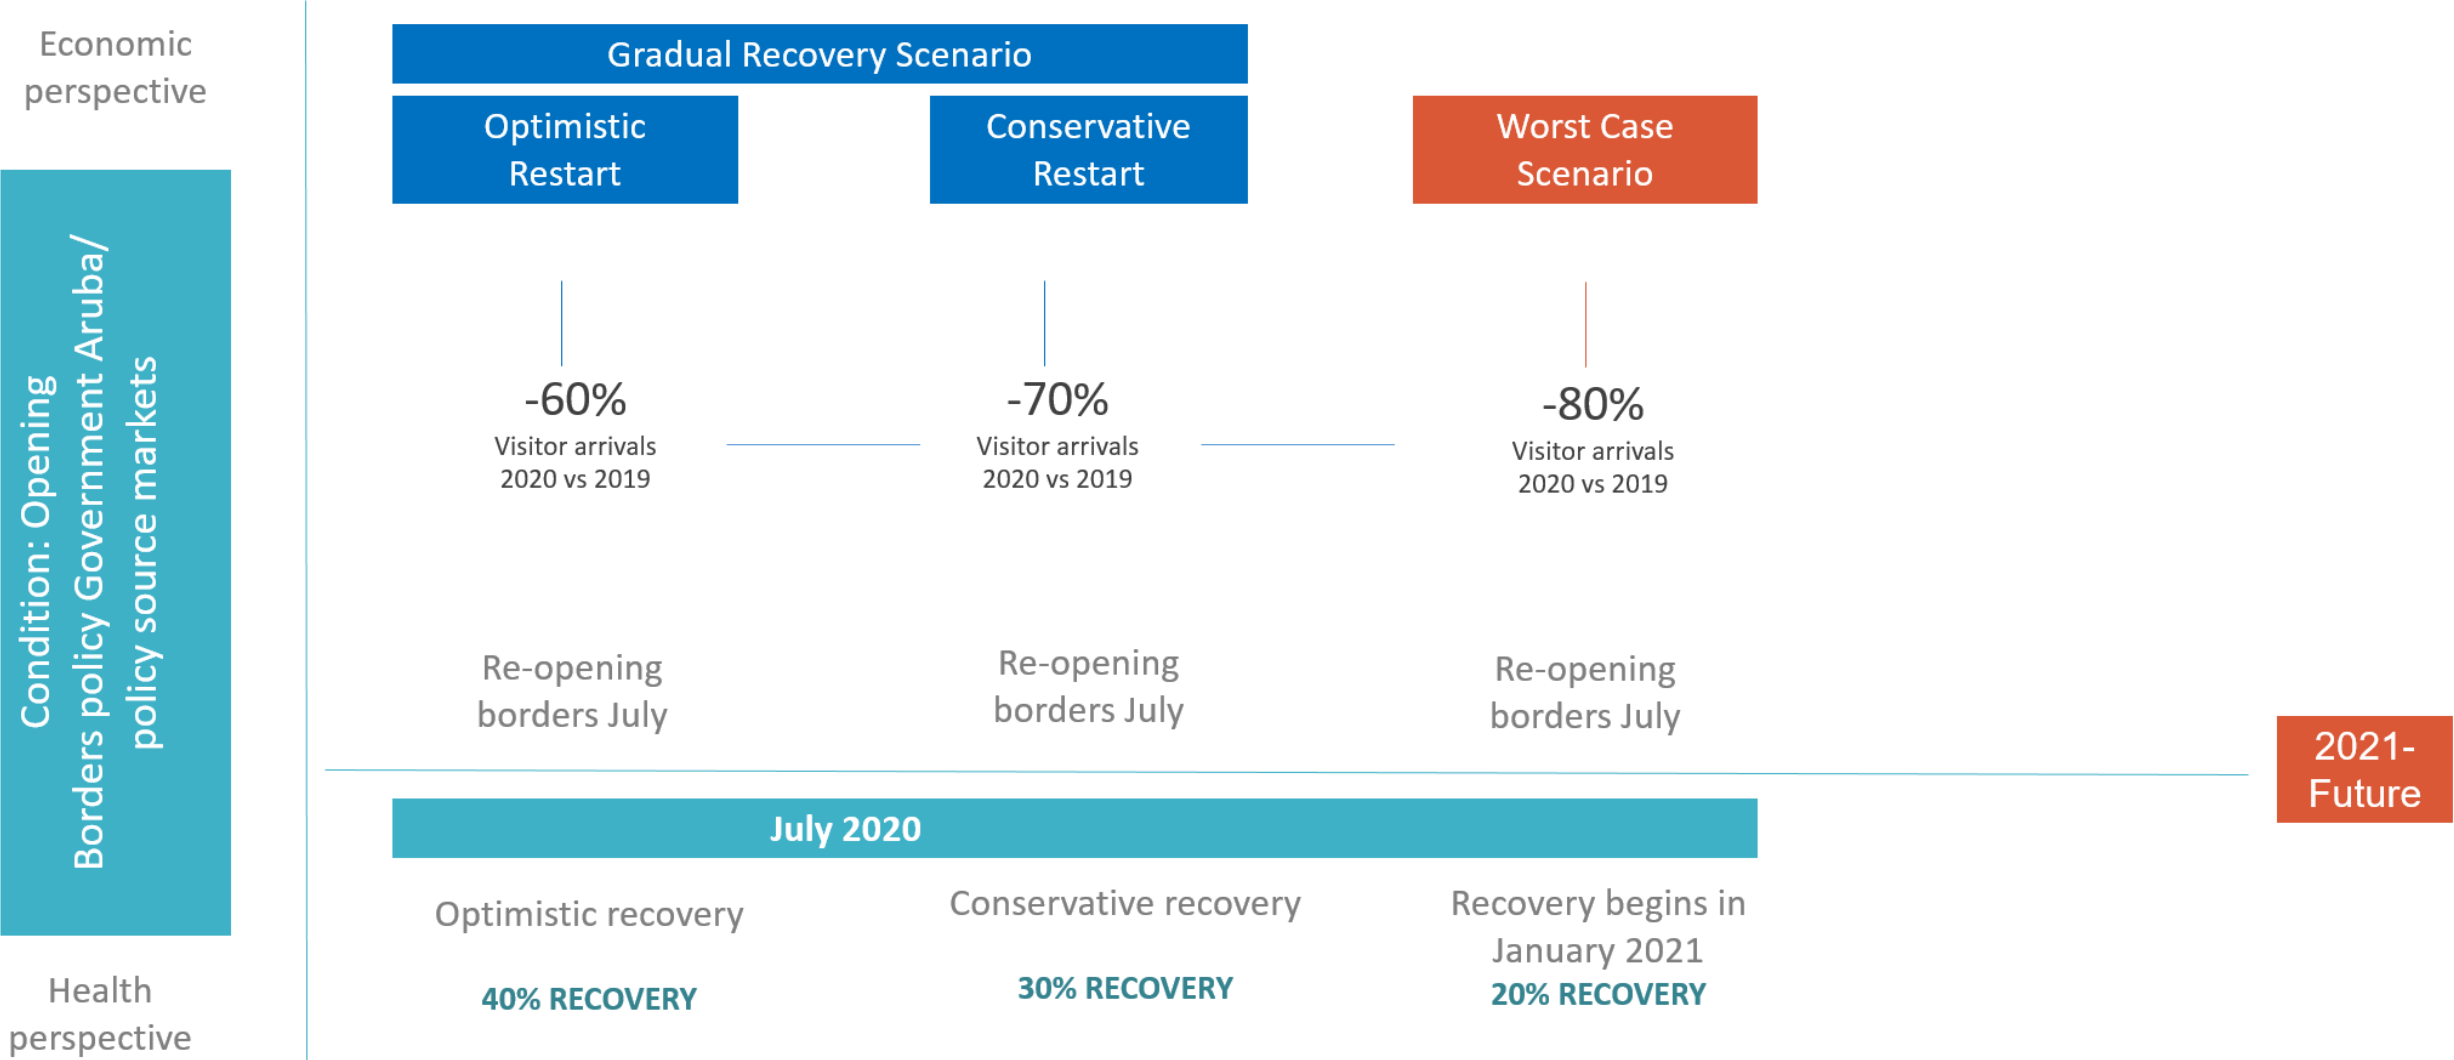 Economic
perspective
Gradual Recovery Scenario
Optimistic
Restart
Conservative
Restart
Worst Case
Scenario
Condition: Opening
Borders policy Government Aruba/
policy source markets
-60%
Visitor arrivals
2020 vs 2019
-70%
Visitor arrivals
2020 vs 2019
-80%
Visitor arrivals
2020 vs 2019
Re-opening
borders July
Re-opening
borders July
Re-opening
borders July
2021-
Future
July 2020
Optimistic recovery
40% RECOVERY
Conservative recovery
30% RECOVERY
Recovery begins in
January 2021
20% RECOVERY
Health
perspective